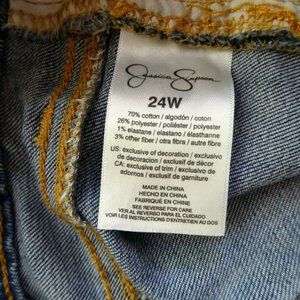 Jessica Simpson
24W
70% cotton / algodón / coton
26% polyester / poliéster / polyester
1% elastane / elastano / élasthanne
3% other fiber / otra fibra / autre fibre
US: exclusive of decoration / exclusivo
de decoracion / exclusif de décor
CA: exclusive of trim / exclusivo de
adornos / exclusif de garniture
MADE IN CHINA
HECHO EN CHINA
FABRIQUÉ EN CHINE
SEE REVERSE FOR CARE
VER AL REVERSO PARA EL CUIDADO
VOIR LES INSTRUCTIONS D'ENTRETIEN AU DOS